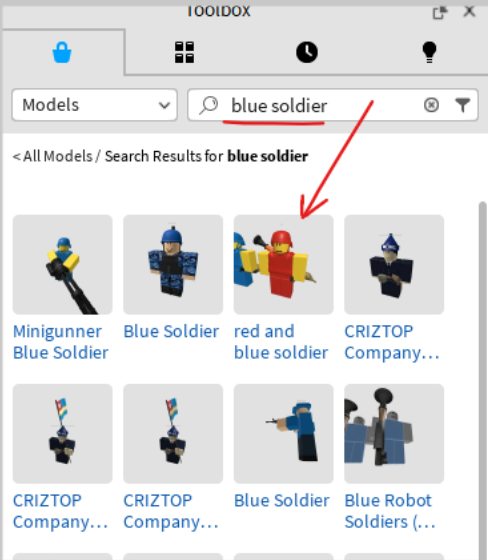 Toolbox
Models
blue soldier
< All Models / Search Results for blue soldier
Minigunner
Blue Soldier
Blue Soldier
red and
blue soldier
CRIZTOP
Company...
CRIZTOP
Company...
CRIZTOP
Company...
Blue Soldier
Blue Robot
Soldiers (...